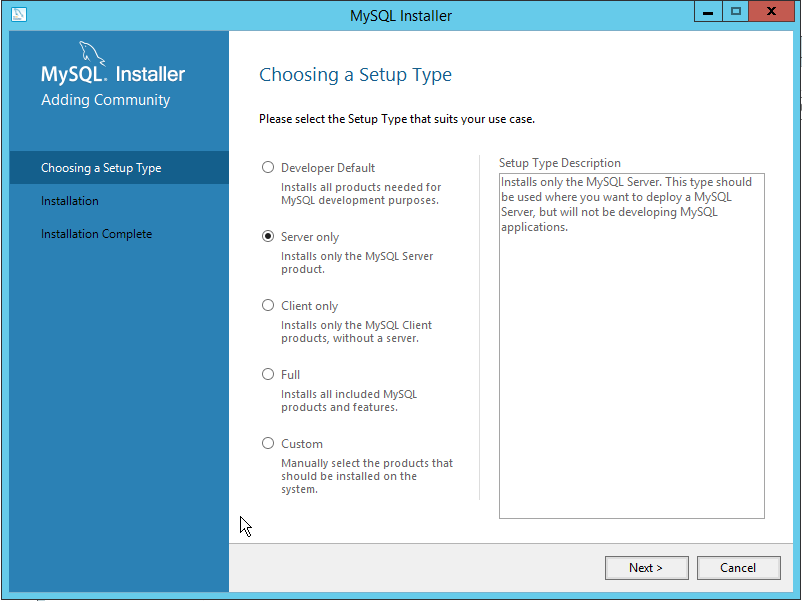 MySQL Installer
MySQL. Installer
Adding Community
Choosing a Setup Type
Installation
Installation Complete
Choosing a Setup Type
Please select the Setup Type that suits your use case.
Developer Default
Installs all products needed for
MySQL development purposes.
Server only
Installs only the MySQL Server
product.
Client only
Installs only the MySQL Client
products, without a server.
Full
Installs all included MySQL
products and features.
Custom
Manually select the products that
should be installed on the
system.
Setup Type Description
Installs only the MySQL Server. This type should
be used where you want to deploy a MySQL
Server, but will not be developing MySQL
applications.
Next >
Cancel